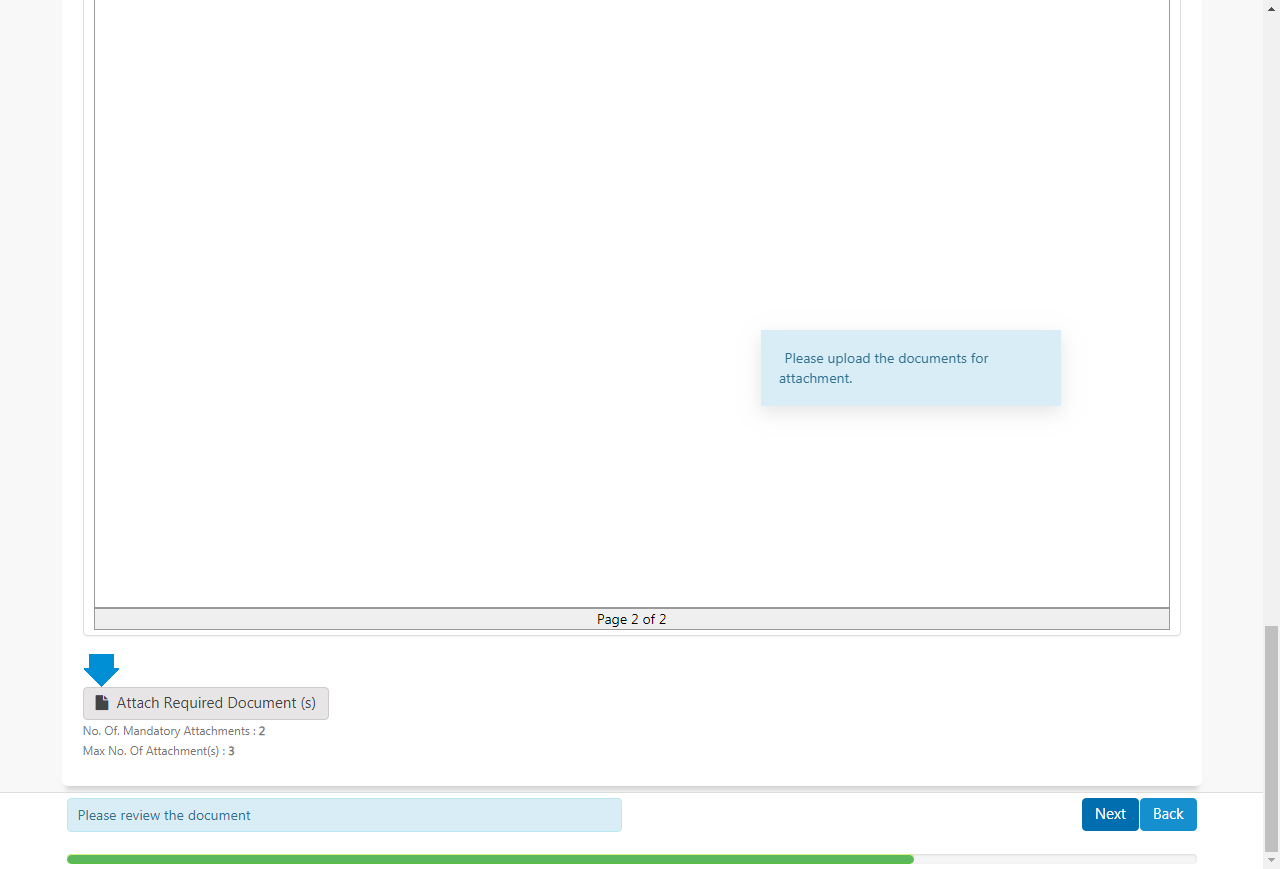 Please upload the documents for
attachment.
Page 2 of 2
Attach Required Document (s)
No. Of. Mandatory Attachments : 2
Max No. Of Attachment(s) : 3
Please review the document
Next
Back